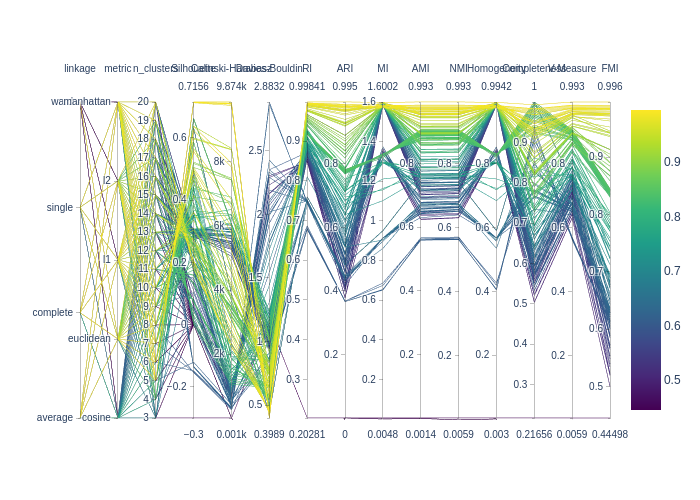 linkage metric n_clusters Silhouette Calinski-Harabasz Davies-Bouldin RI ARI MI AMI NMI Homogeneity Completeness V-Measure FMI
0.7156 9.874k 2.8832 0.99841 0.995 1.6002 0.993 0.993 0.9942 1 0.993 0.996
ward manhattan 20 1.6
19
18 0.6 0.9 0.9 0.9 0.9
17 2.5 1.4
16 8k 0.8 0.8 0.8 0.8 0.8
l2 15 0.8 1.2 0.8
14 0.4
single 13 2 0.8
12 6k 0.7 0.6 1 0.6 0.6 0.6 0.7 0.6
11
l1 10 0.2 0.6 0.8 0.6 0.7
9 1.5
8 4k 0.4 0.4 0.4 0.4 0.4
complete 7 0.5 0.5 0.6
euclidean 6 0 1 0.4 0.6
5 2k 0.2 0.2 0.2 0.2 0.4 0.2
4 −0.2 0.5 0.3 0.2 0.3 0.5
average cosine 3
−0.3 0.001k 0.3989 0.20281 0 0.0048 0.0014 0.0059 0.003 0.21656 0.0059 0.44498
0.9
0.8
0.7
0.6
0.5